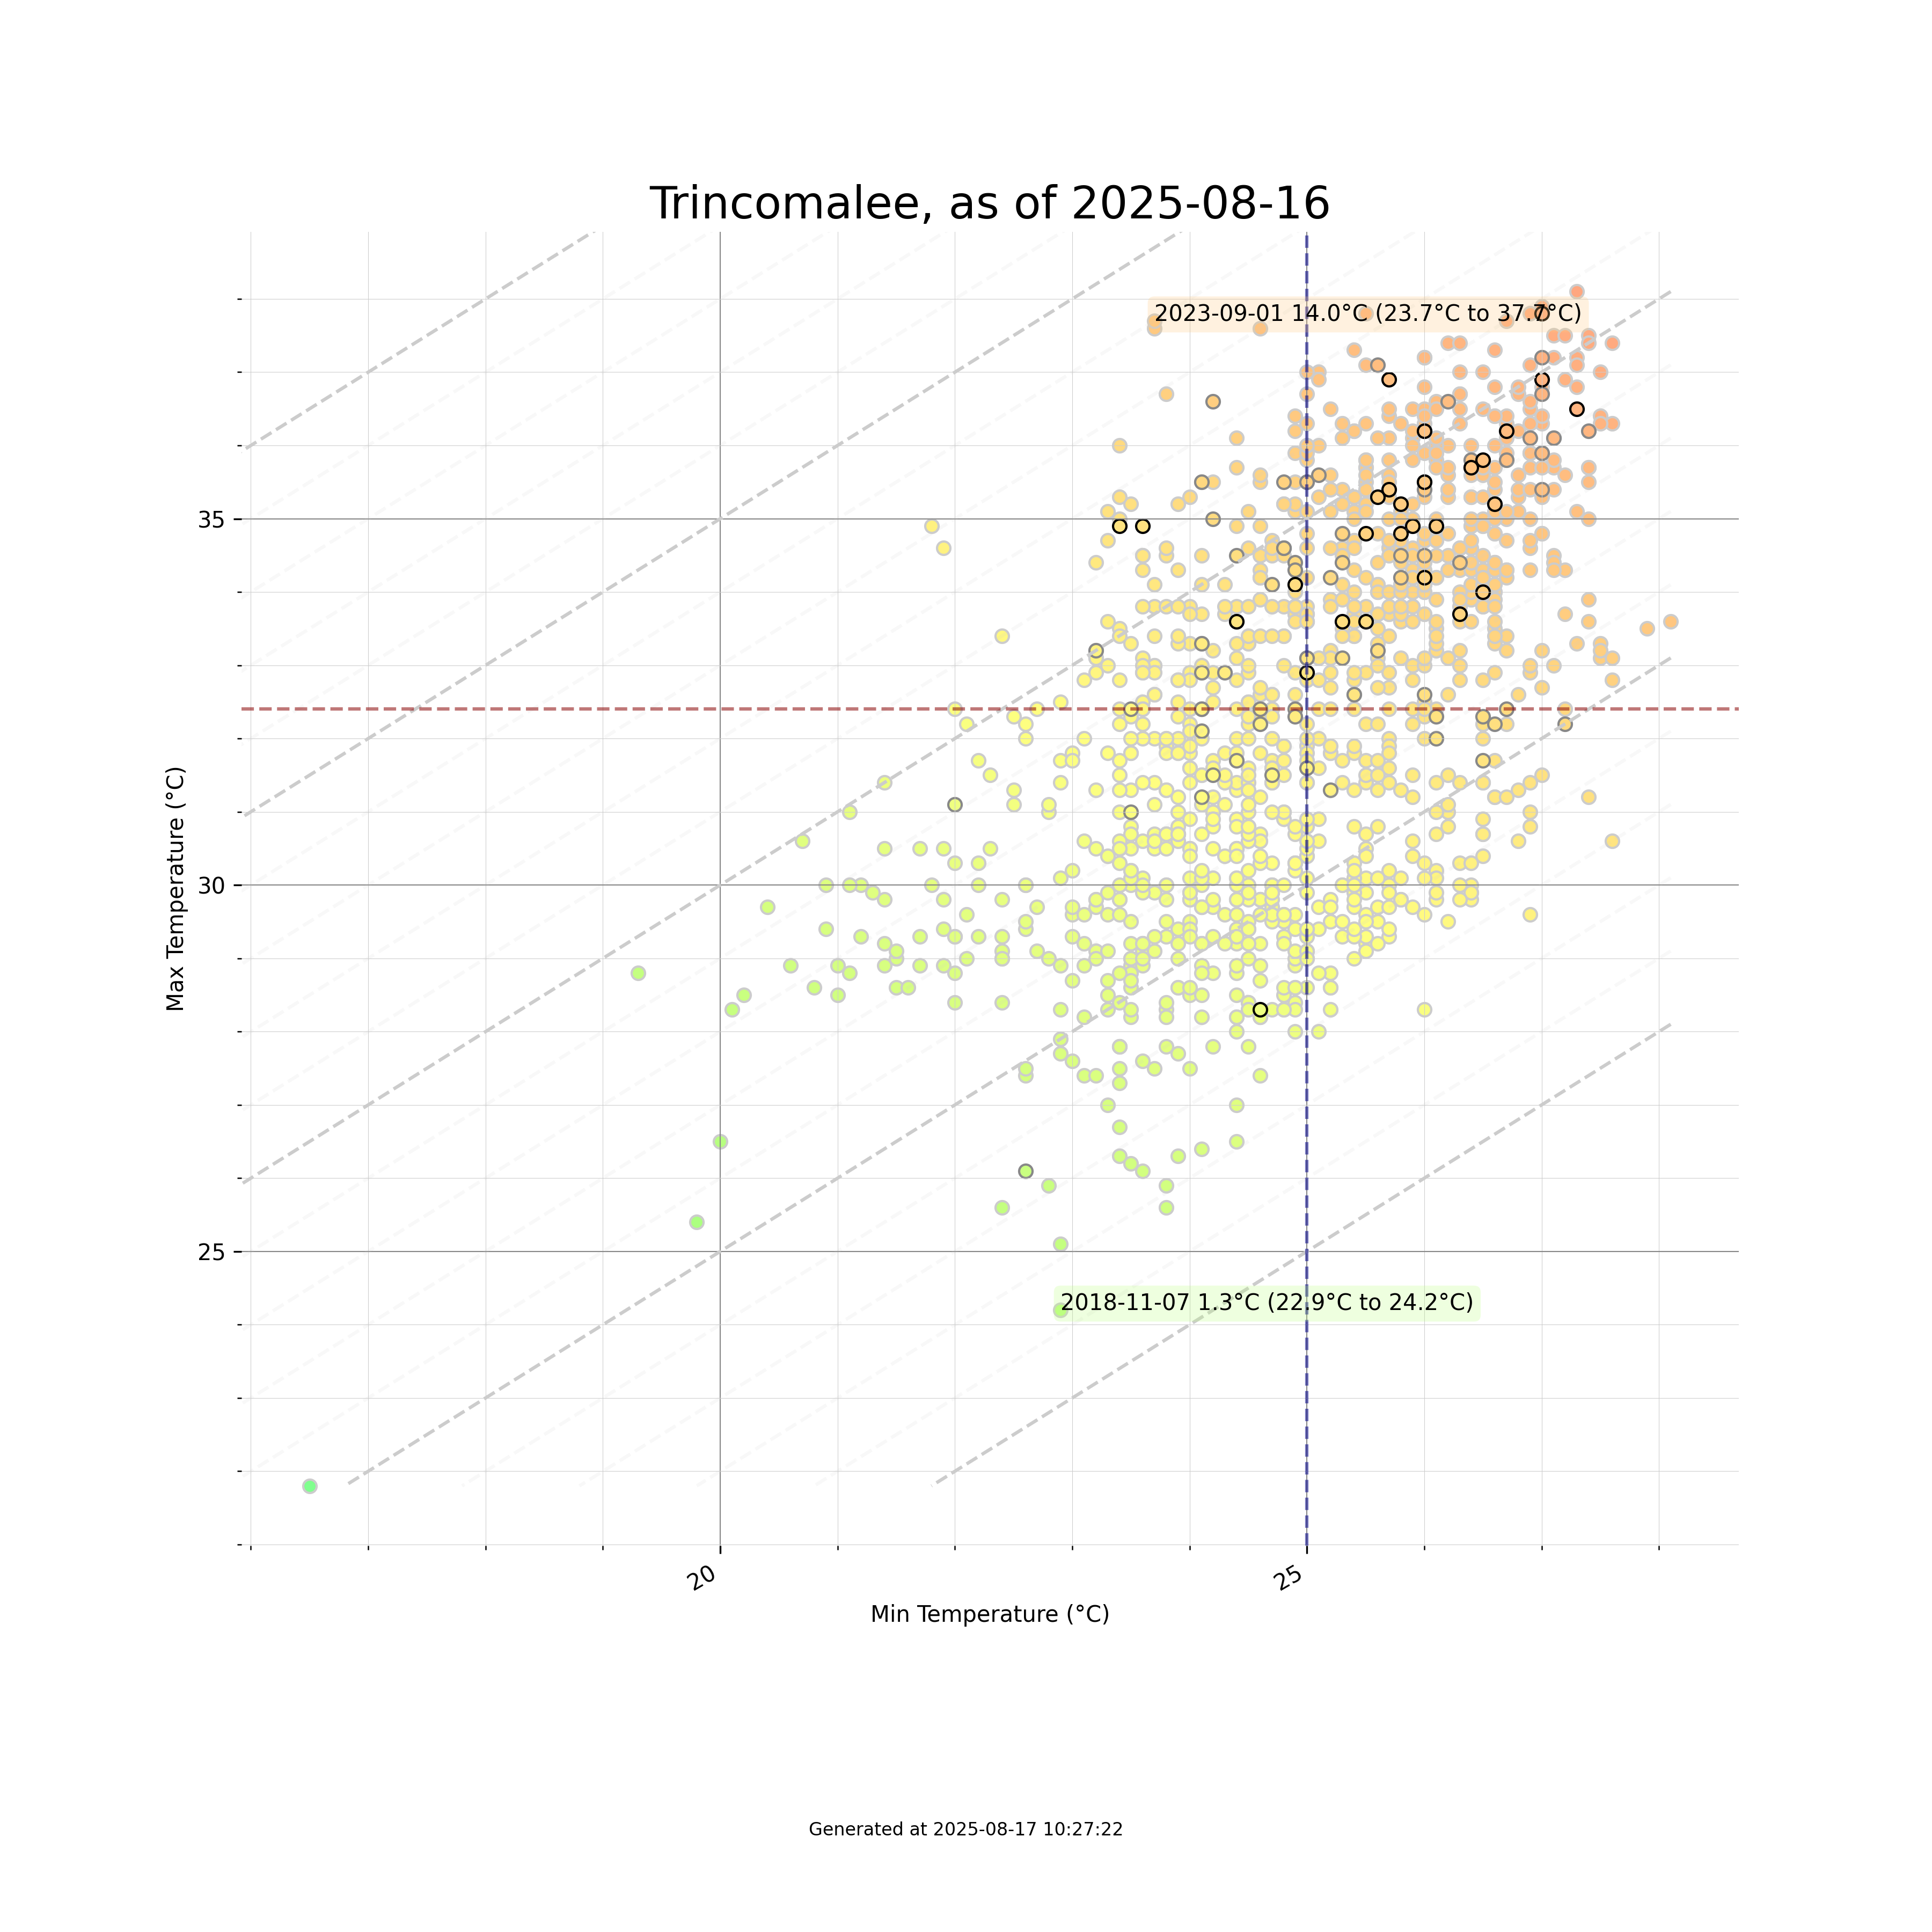 Trincomalee, as of 2025-08-16
2023-09-01 14.0°C (23.7°C to 37.7°C)
35
30
25
Max Temperature (°C)
2018-11-07 1.3°C (22.9°C to 24.2°C)
20
25
Min Temperature (°C)
Generated at 2025-08-17 10:27:22